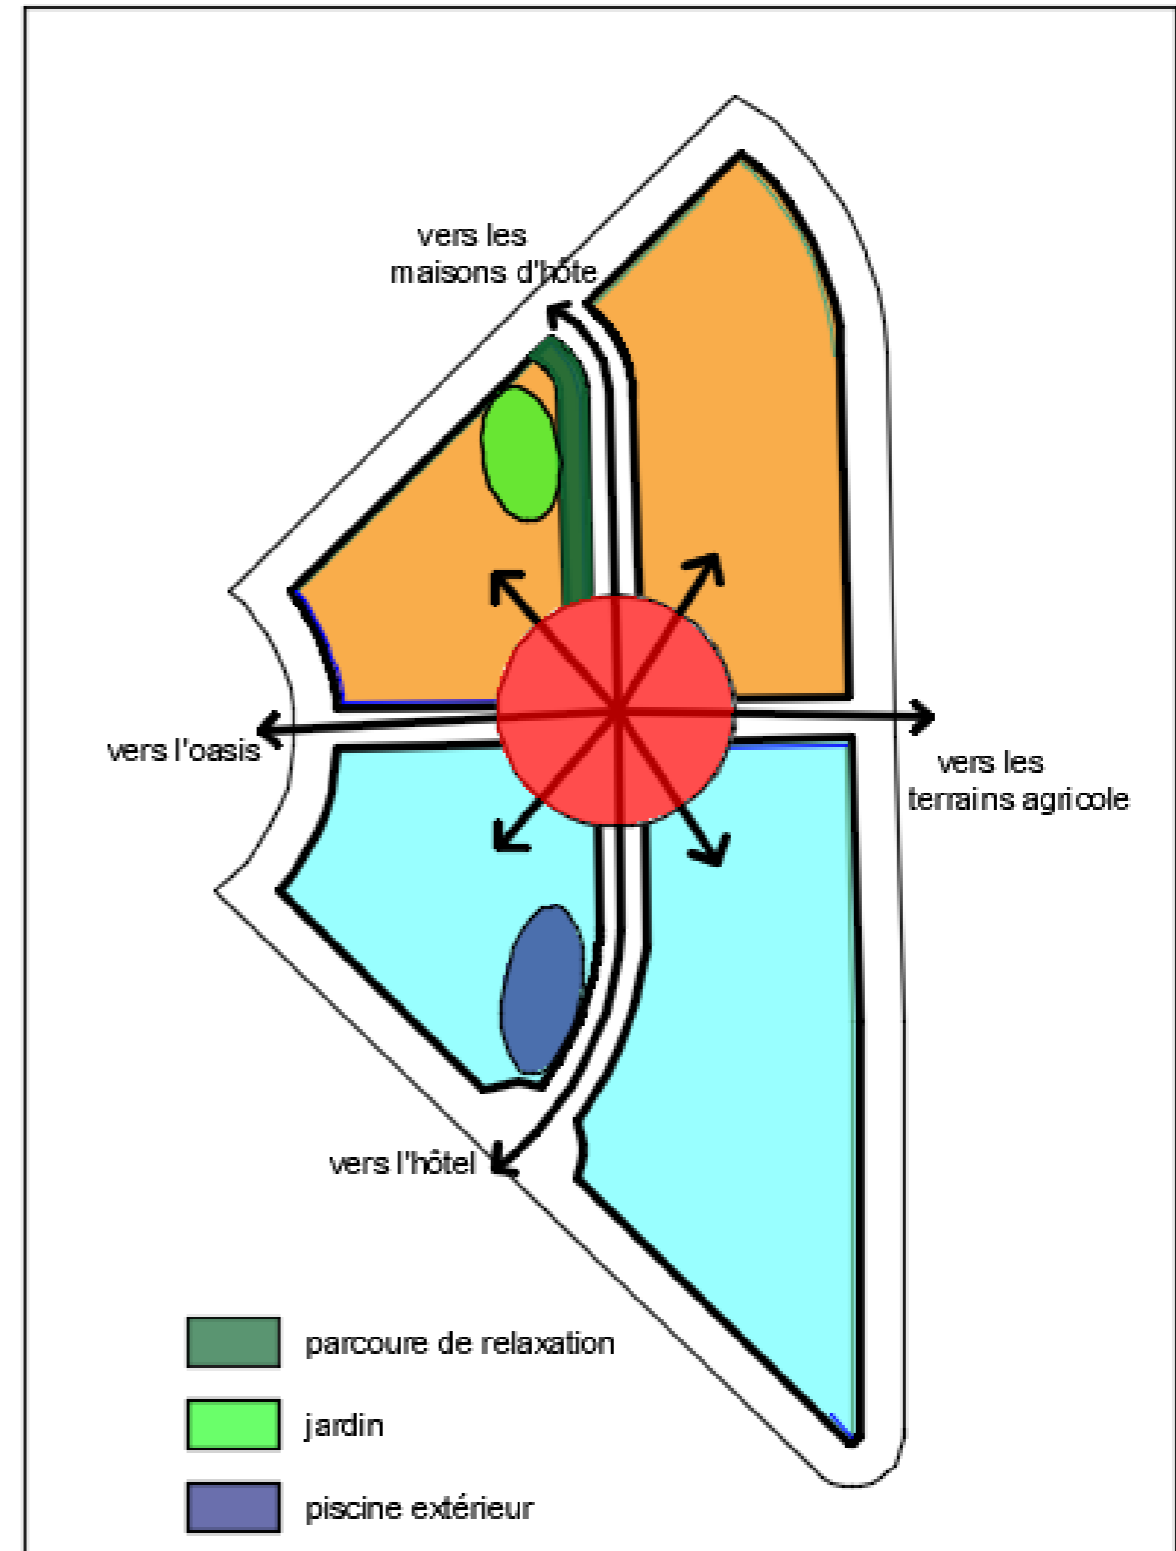 vers les
maisons d'hôte
vers l'oasis
vers les
terrains agricole
vers l'hôtel
parcoure de relaxation
jardin
piscine extérieur